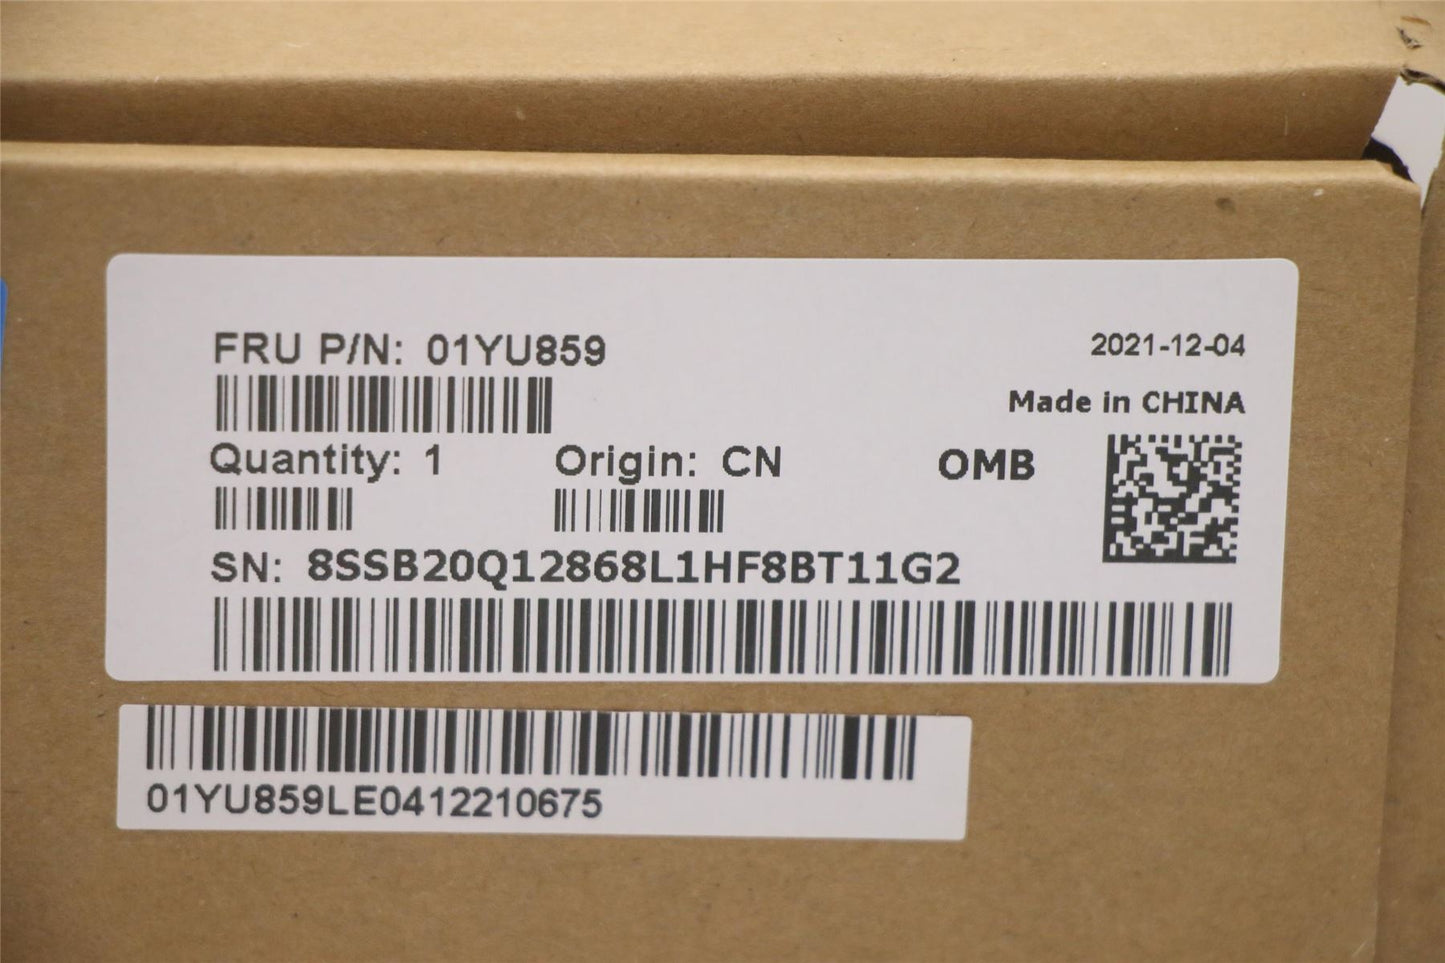 FRU P/N: 01YU859
2021-12-04
Made in CHINA
Quantity: 1 Origin: CN OMB
SN: 8SSB20Q12868L1HF8BT11G2
01YU859LE0412210675